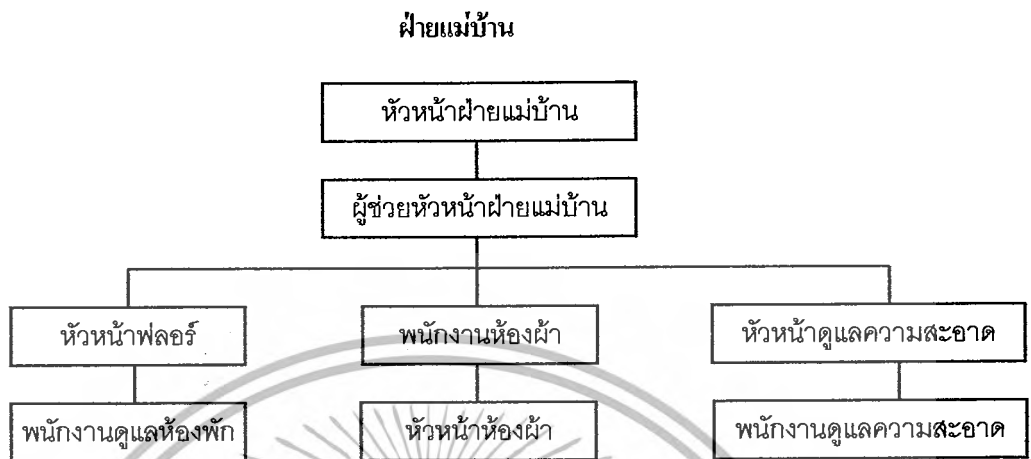 ฝ่ายแม่บ้าน
หัวหน้าฝ่ายแม่บ้าน
ผู้ช่วยหัวหน้าฝ่ายแม่บ้าน
หัวหน้าฟลอร์
พนักงานห้องผ้า
หัวหน้าดูแลความสะอาด
พนักงานดูแลห้องพัก
หัวหน้าห้องผ้า
พนักงานดูแลความสะอาด